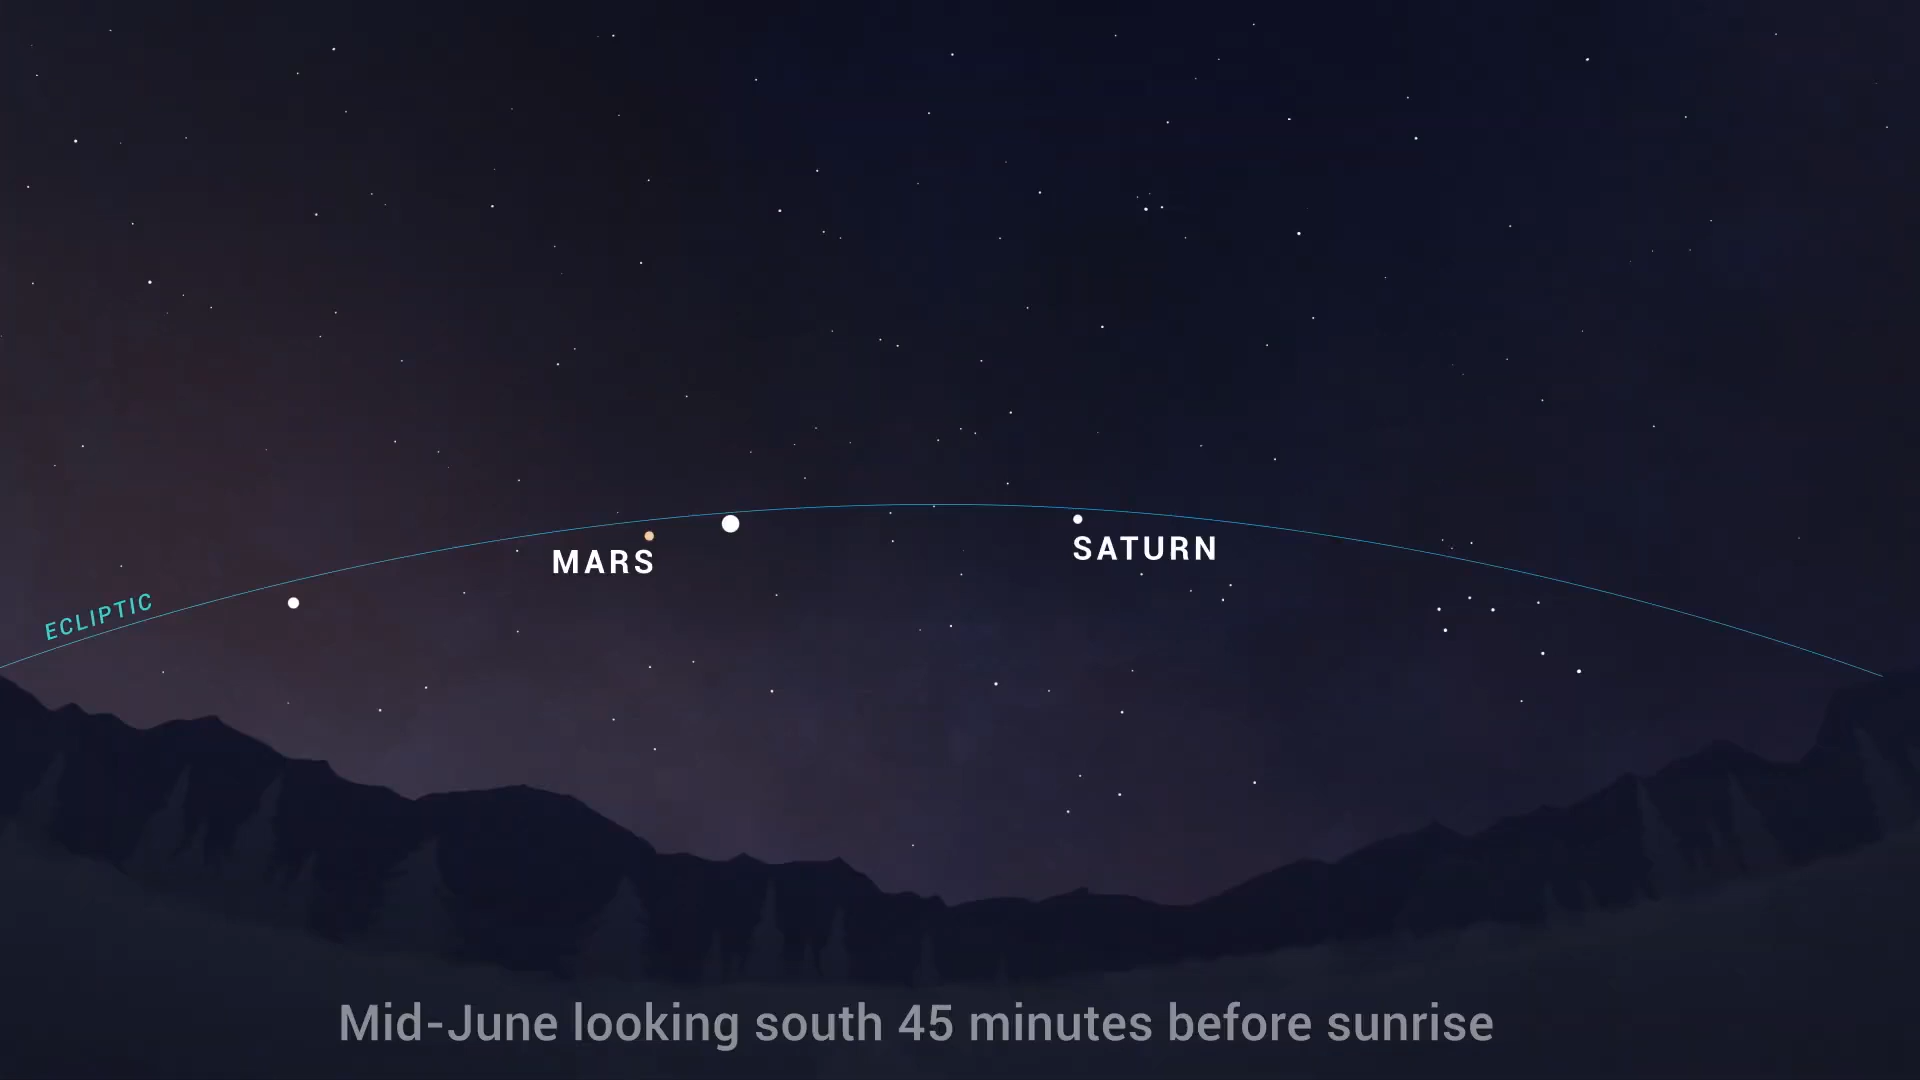 MARS
SATURN
ECLIPTIC
Mid-June looking south 45 minutes before sunrise